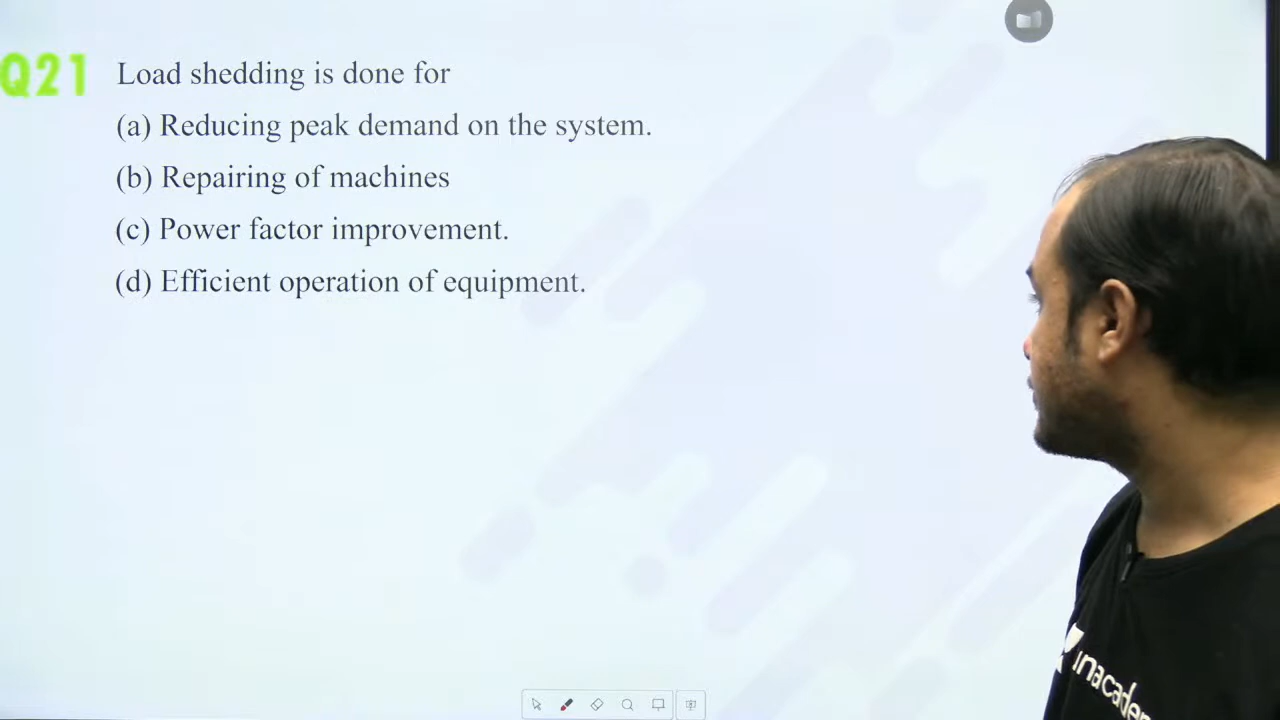 Q21 Load shedding is done for
(a) Reducing peak demand on the system.
(b) Repairing of machines
(c) Power factor improvement.
(d) Efficient operation of equipment.